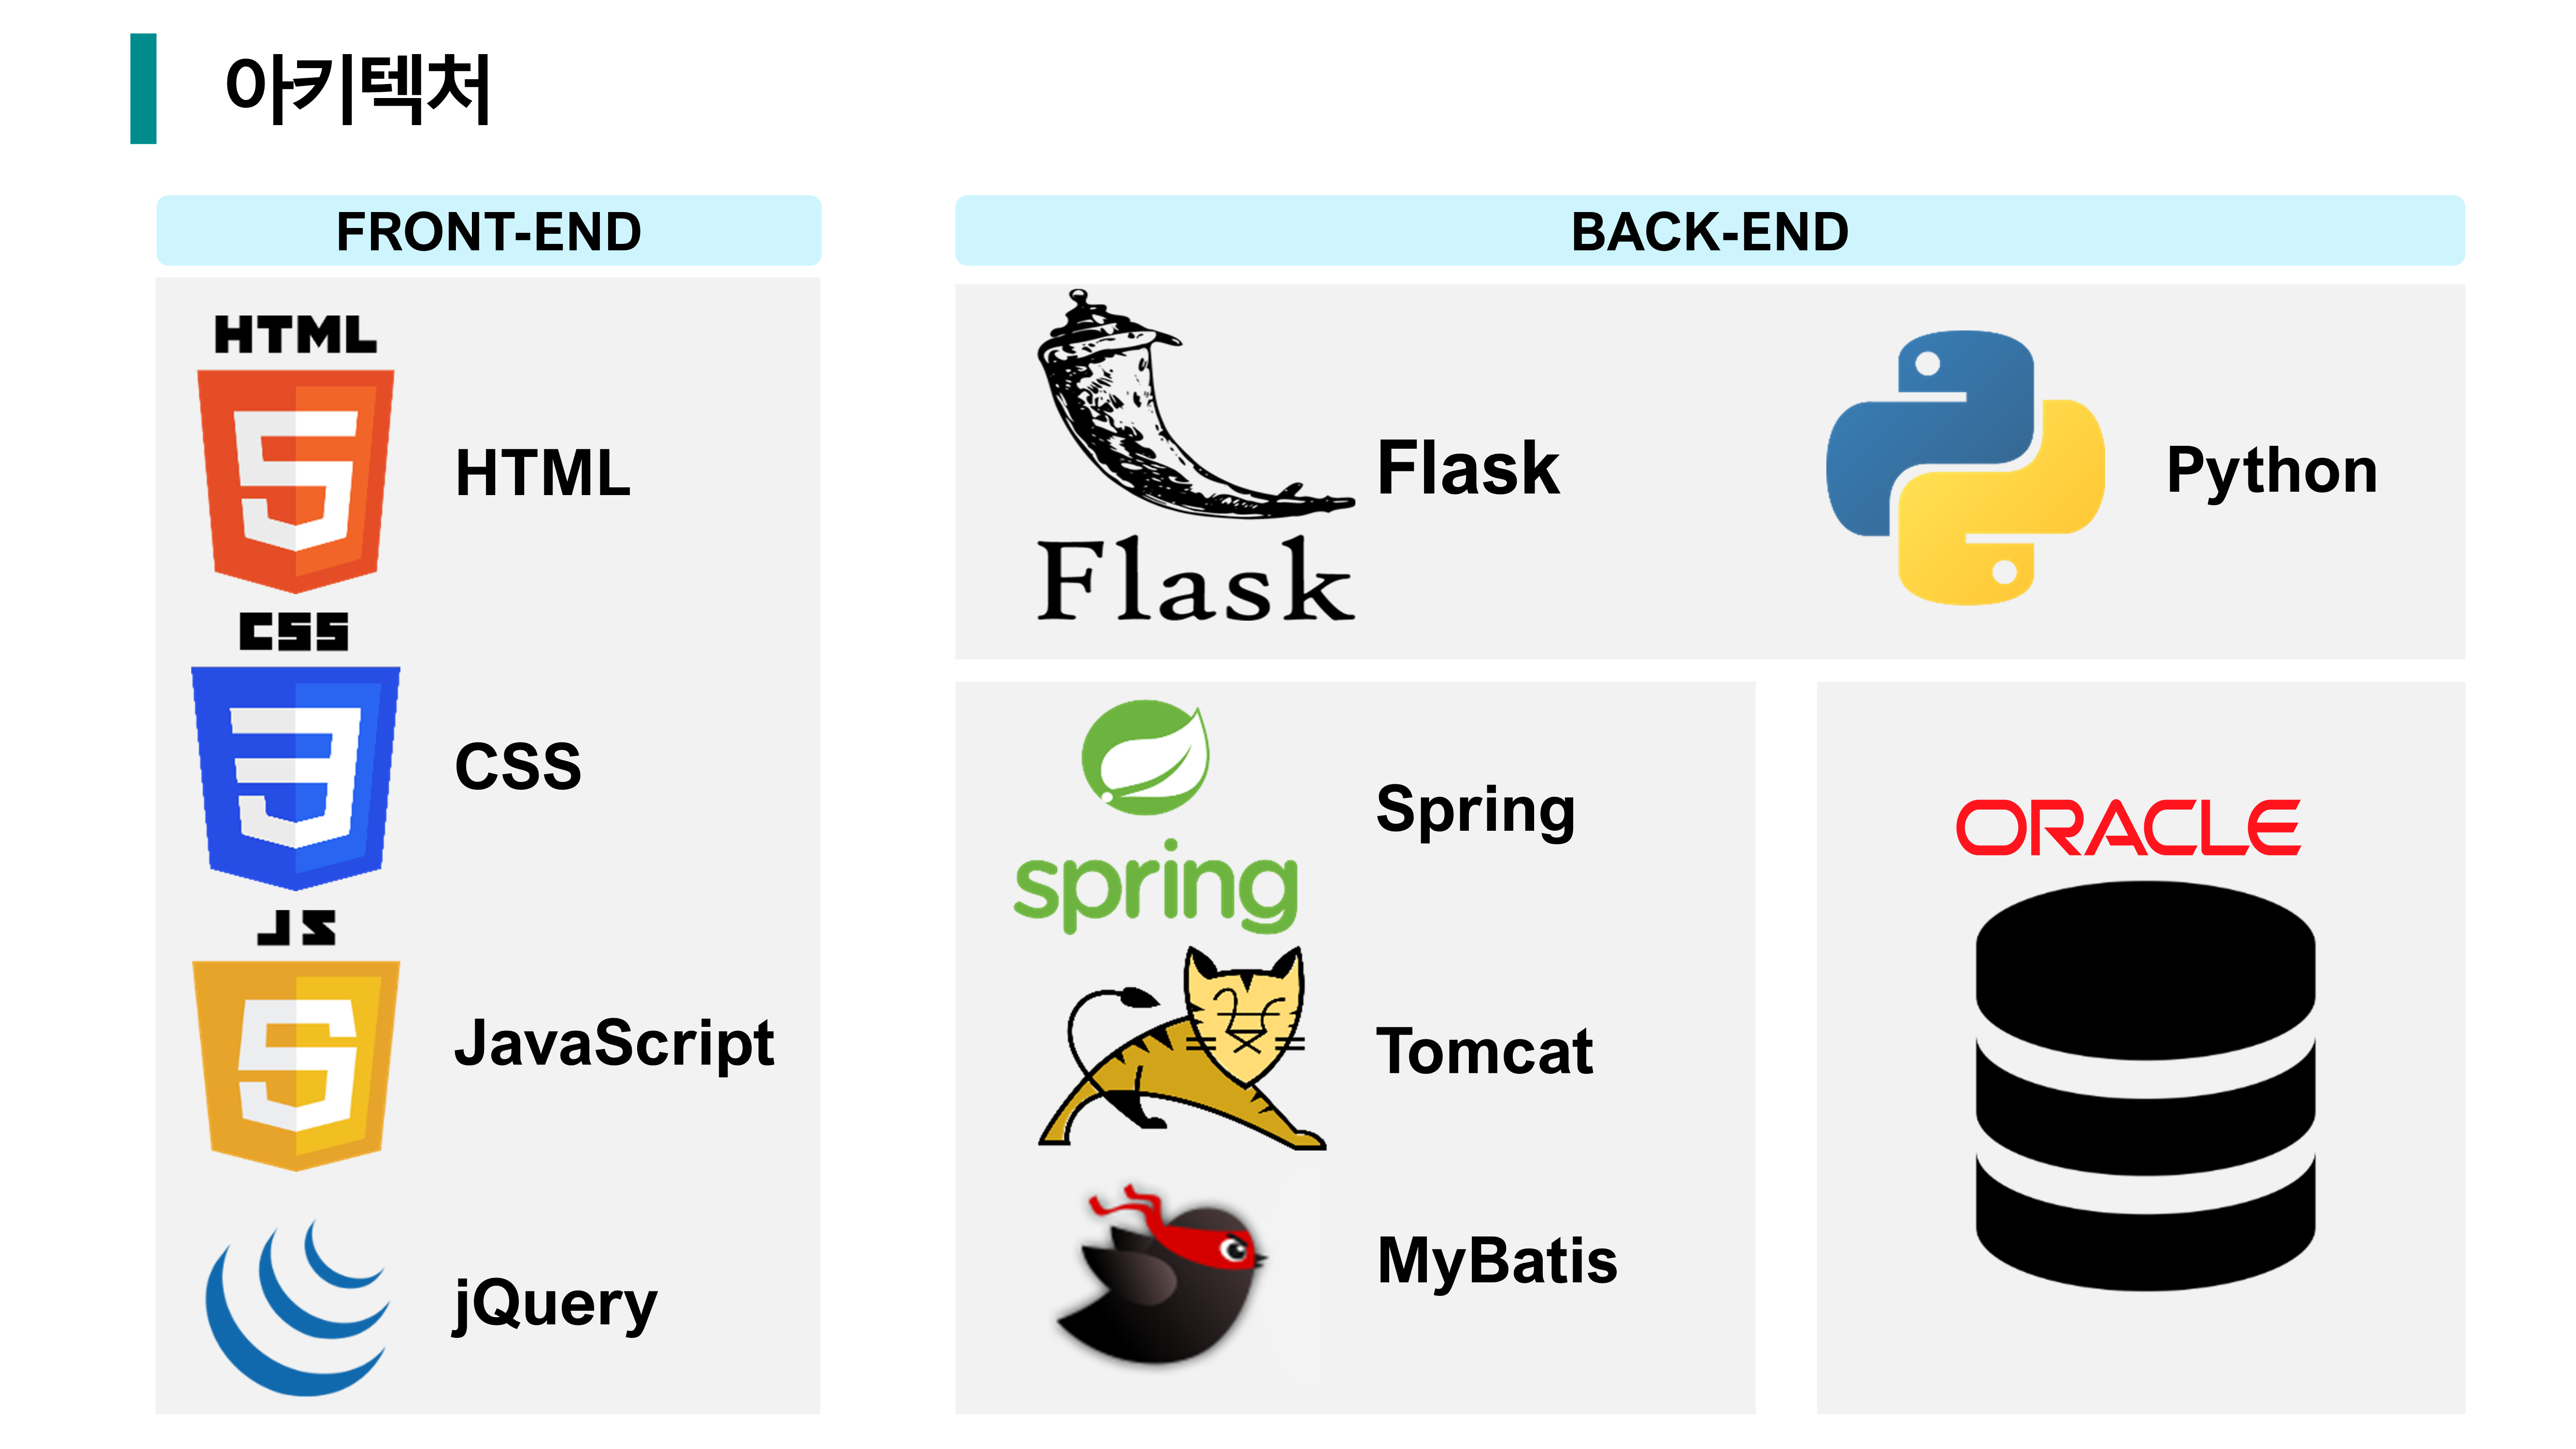 아키텍처
FRONT-END
HTML
HTML
CSS
CSS
JS
JavaScript
jQuery
BACK-END
Flask
Flask
Python
spring
Spring
Tomcat
MyBatis
ORACLE